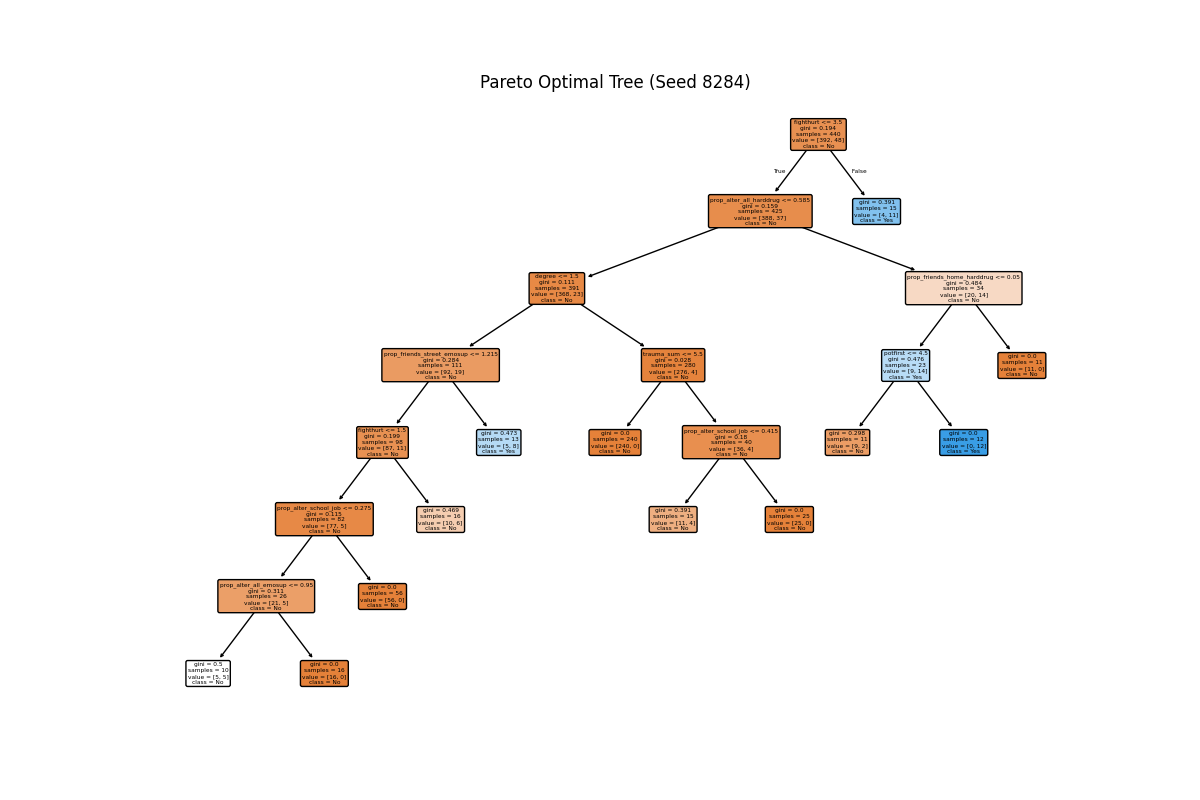 Pareto Optimal Tree (Seed 8284)
fighthurt <= 3.5
gini = 0.194
samples = 440
value = [392, 48]
class = No
True
False
prop_alter_all_harddrug <= 0.585
gini = 0.159
samples = 425
value = [388, 37]
class = No
gini = 0.391
samples = 15
value = [4, 11]
class = Yes
degree <= 1.5
gini = 0.111
samples = 391
value = [368, 23]
class = No
prop_friends_home_harddrug <= 0.05
gini = 0.484
samples = 34
value = [20, 14]
class = No
prop_friends_street_emosup <= 1.215
gini = 0.284
samples = 111
value = [92, 19]
class = No
trauma_sum <= 5.5
gini = 0.028
samples = 280
value = [276, 4]
class = No
potfirst <= 4.5
gini = 0.476
samples = 23
value = [9, 14]
class = Yes
gini = 0.0
samples = 11
value = [11, 0]
class = No
fighthurt <= 1.5
gini = 0.199
samples = 98
value = [87, 11]
class = No
gini = 0.473
samples = 13
value = [5, 8]
class = Yes
gini = 0.0
samples = 240
value = [240, 0]
class = No
prop_alter_school_job <= 0.415
gini = 0.18
samples = 40
value = [36, 4]
class = No
gini = 0.298
samples = 11
value = [9, 2]
class = No
gini = 0.0
samples = 12
value = [0, 12]
class = Yes
prop_alter_school_job <= 0.275
gini = 0.115
samples = 82
value = [77, 5]
class = No
gini = 0.469
samples = 16
value = [10, 6]
class = No
gini = 0.391
samples = 15
value = [11, 4]
class = No
gini = 0.0
samples = 25
value = [25, 0]
class = No
prop_alter_all_emosup <= 0.95
gini = 0.311
samples = 26
value = [21, 5]
class = No
gini = 0.0
samples = 56
value = [56, 0]
class = No
gini = 0.5
samples = 10
value = [5, 5]
class = No
gini = 0.0
samples = 16
value = [16, 0]
class = No